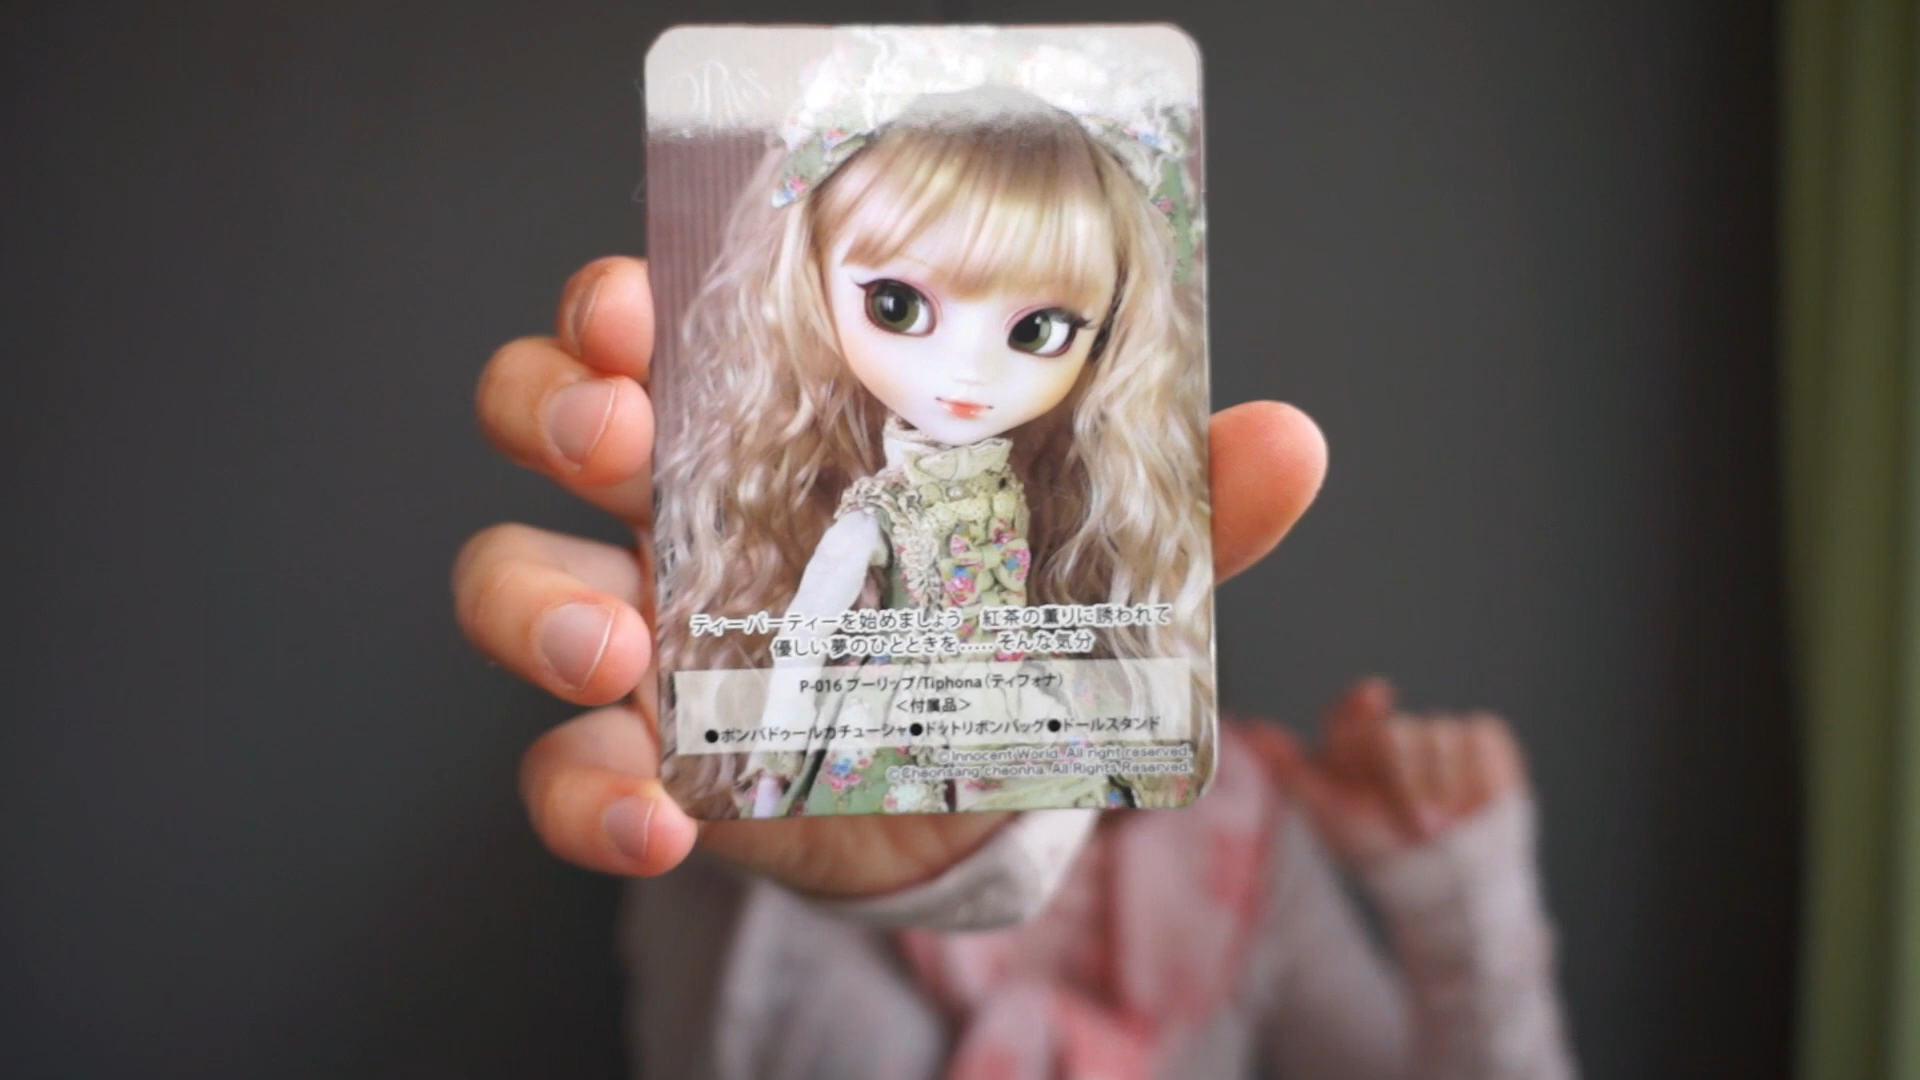 ティーパーティーを始めましょう 紅茶の薫りに誘われて
優しい夢のひとときを.....そんな気分
P-016 プーリップ/Tiphona(ティフォナ)
<付属品>
●ボンバドゥールカチューシャ●ドットリボンバッグ●ドールスタンド
©Innocent World. All right reserved.
©Cheonsang cheonha. All Rights Reserved.